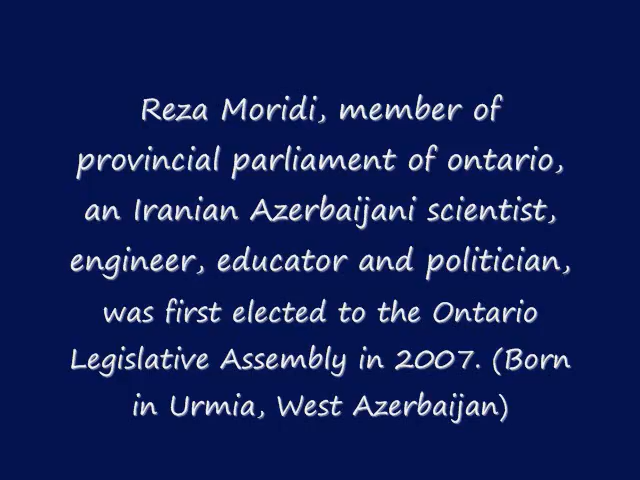 Reza Moridi, member of
provincial parliament of ontario,
an Iranian Azerbaijani scientist,
engineer, educator and politician,
was first elected to the Ontario
Legislative Assembly in 2007. (Born
in Urmia, West Azerbaijan)